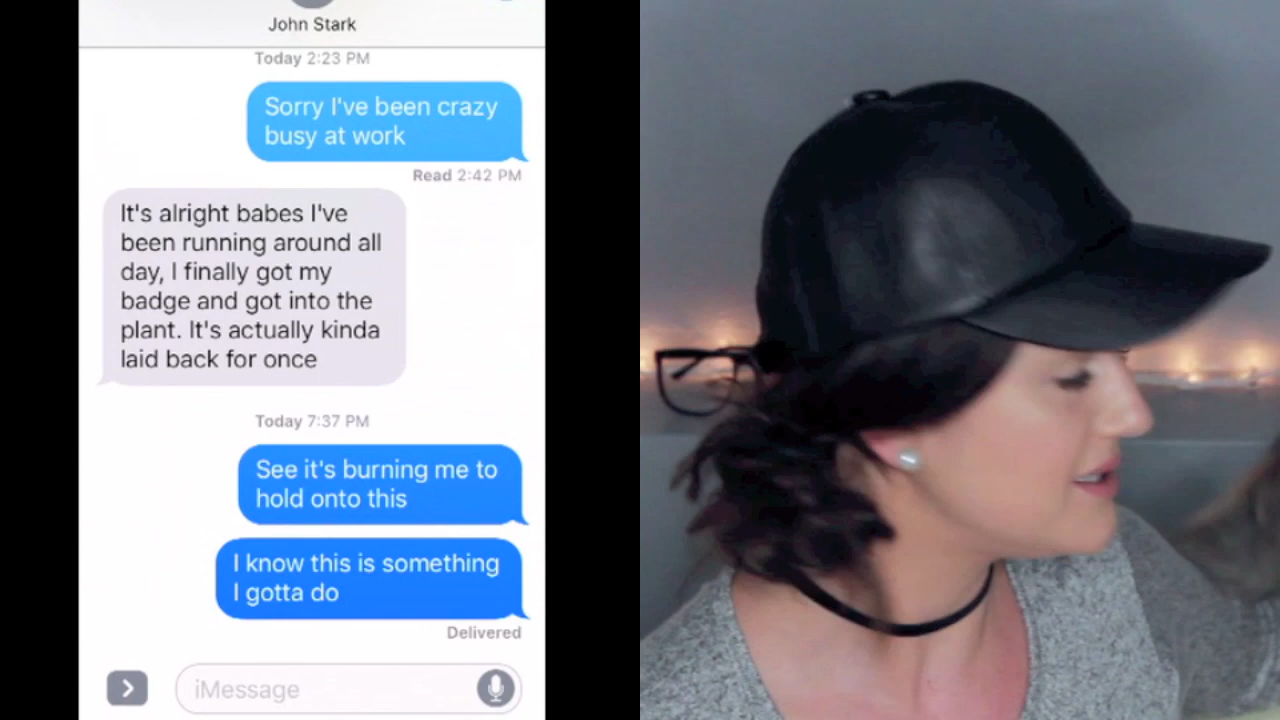 John Stark
Today 2:23 PM
Sorry I've been crazy
busy at work
Read 2:42 PM
It's alright babes I've
been running around all
day, I finally got my
badge and got into the
plant. It's actually kinda
laid back for once
Today 7:37 PM
See it's burning me to
hold onto this
I know this is something
I gotta do
Delivered
iMessage